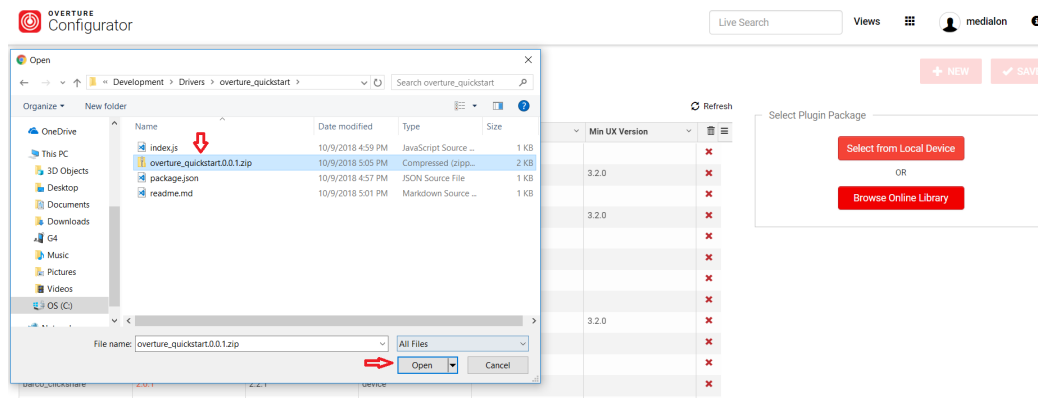 OVERTURE
Configurator
Live Search
Views
medialon
Open
« Development > Drivers > overture_quickstart >
Search overture_quickstart
Organize
New folder
Name Date modified Type Size
OneDrive
This PC
3D Objects
Desktop
Documents
Downloads
G4
Music
Pictures
Videos
OS (C:)
index.js 10/9/2018 4:59 PM JavaScript Source ... 1 KB
overture_quickstart.0.0.1.zip 10/9/2018 5:05 PM Compressed (zipp... 2 KB
package.json 10/9/2018 4:57 PM JSON Source File 1 KB
readme.md 10/9/2018 5:01 PM Markdown Source ... 1 KB
File name: overture_quickstart.0.0.1.zip
All Files
Open
Cancel
barco_clickshare 2.0.1 2.2.1 device
+ NEW
SAVE
Refresh
Min UX Version
3.2.0
3.2.0
3.2.0
Select Plugin Package
Select from Local Device
OR
Browse Online Library